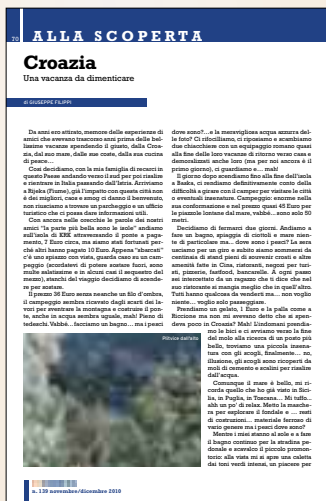 70
ALLA SCOPERTA
Croazia
Una vacanza da dimenticare
di GIUSEPPE FILIPPI
Da anni ero attirato, memore delle esperienze di
amici che avevano trascorso anni prima delle bel-
lissime vacanze spendendo il giusto, dalla Croa-
zia, dal suo mare, dalle sue coste, dalla sua cucina
di pesce…
Così decidiamo, con la mia famiglia di recarci in
questo Paese andando verso il sud per poi risalire
e rientrare in Italia passando dall'Istria. Arriviamo
a Rijeka (Fiume), già l'impatto con questa città non
è dei migliori, caos e smog ci danno il benvenuto,
non riusciamo a trovare un parcheggio e un ufficio
turistico che ci possa dare informazioni utili.
Con ancora nelle orecchie le parole dei nostri
amici "la parte più bella sono le isole" andiamo
sull'isola di KRK attraversando il ponte a paga-
mento, 7 Euro circa, ma siamo stati fortunati per-
chè altri hanno pagato 10 Euro. Appena "sbarcati"
c'è uno spiazzo con vista, guarda caso su un cam-
peggio (scordatevi di potere sostare fuori, sono
multe salatissime e in alcuni casi il sequestro del
mezzo), stanchi del viaggio decidiamo di scende-
re per sostare.
Il prezzo 36 Euro senza neanche un filo d'ombra,
il campeggio sembra ricavato dagli scarti dei la-
vori per sventrare la montagna e costruire il pon-
te, anche in acqua sembra uguale, mah! Pieno di
tedeschi. Vabbè… facciamo un bagno… ma i pesci
dove sono?…e la meravigliosa acqua azzurra del-
le foto? Ci rifocilliamo, ci riposiamo e scambiamo
due chiacchiere con un equipaggio romano quasi
alla fine delle loro vacanze di ritorno verso casa e
demoralizzati anche loro (ma per noi ancora è il
primo giorno), ci guardiamo e… mah!
Il giorno dopo scendiamo fino alla fine dell'isola
a Baska, ci rendiamo definitivamente conto della
difficoltà a girare con il camper per visitare le città
o eventuali insenature. Campeggio: enorme nella
sua conformazione e nel prezzo quasi 45 Euro per
le piazzole lontane dal mare, vabbè…sono solo 50
metri.
Decidiamo di fermarci due giorni. Andiamo a
fare un bagno, spiaggia di ciottoli e mare nien-
te di particolare ma… dove sono i pesci? La sera
usciamo per un giro e subito siamo sommersi da
centinaia di stand pieni di souvenir croati e altre
amenità fatte in Cina, ristoranti, negozi per turi-
sti, pizzerie, fastfood, bancarelle. A ogni passo
sei intercettato da un ragazzo che ti dice che nel
suo ristorante si mangia meglio che in quell'altro.
Tutti hanno qualcosa da venderti ma… non voglio
niente… voglio solo passeggiare.
Prendiamo un gelato, 1 Euro e la palla come a
Riccione ma non mi avevano detto che si spen-
deva poco in Croazia? Mah! L'indomani prendia-
mo le bici e ci avviamo verso la fine
del molo alla ricerca di un posto più
bello, troviamo una piccola insena-
tura con gli scogli, finalmente… no,
illusione, gli scogli sono ricoperti da
moli di cemento e scalini per risalire
dall'acqua.
Comunque il mare è bello, mi ri-
corda quello che ho già visto in Sici-
lia, in Puglia, in Toscana… Mi tuffo…
ahh un po' di relax. Metto la masche-
ra per esplorare il fondale e … resti
di costruzioni… materiale ferroso di
vario genere ma i pesci dove sono?
Mentre i miei stanno al sole e a fare
il bagno continuo per la stradina pe-
donale e scavalco il piccolo promon-
torio: alla vista mi si apre una caletta
dai toni verdi intensi, un piacere per
Plitvice dall'alto
n. 139 novembre/dicembre 2010